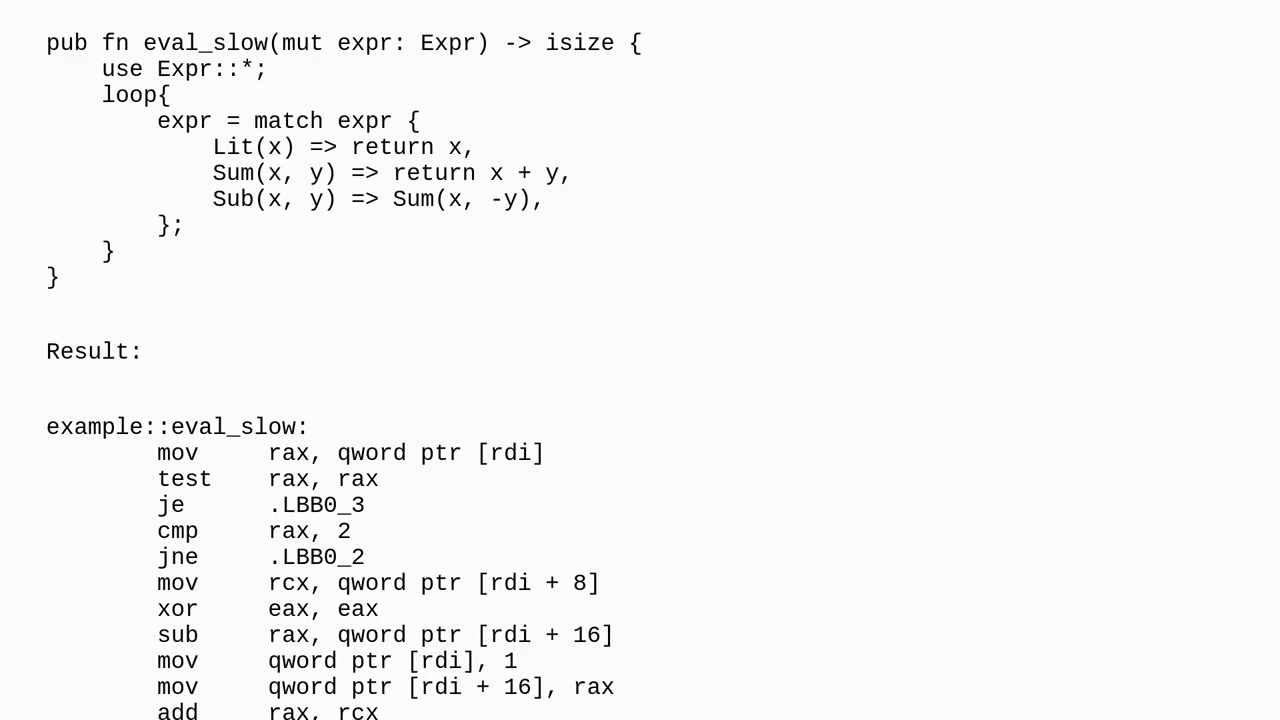 pub fn eval_slow(mut expr: Expr) -> isize {
    use Expr::*;
    loop{
        expr = match expr {
            Lit(x) => return x,
            Sum(x, y) => return x + y,
            Sub(x, y) => Sum(x, -y),
        };
    }
}
Result:
example::eval_slow:
        mov     rax, qword ptr [rdi]
        test    rax, rax
        je      .LBB0_3
        cmp     rax, 2
        jne     .LBB0_2
        mov     rcx, qword ptr [rdi + 8]
        xor     eax, eax
        sub     rax, qword ptr [rdi + 16]
        mov     qword ptr [rdi], 1
        mov     qword ptr [rdi + 16], rax
        add     rax, rcx